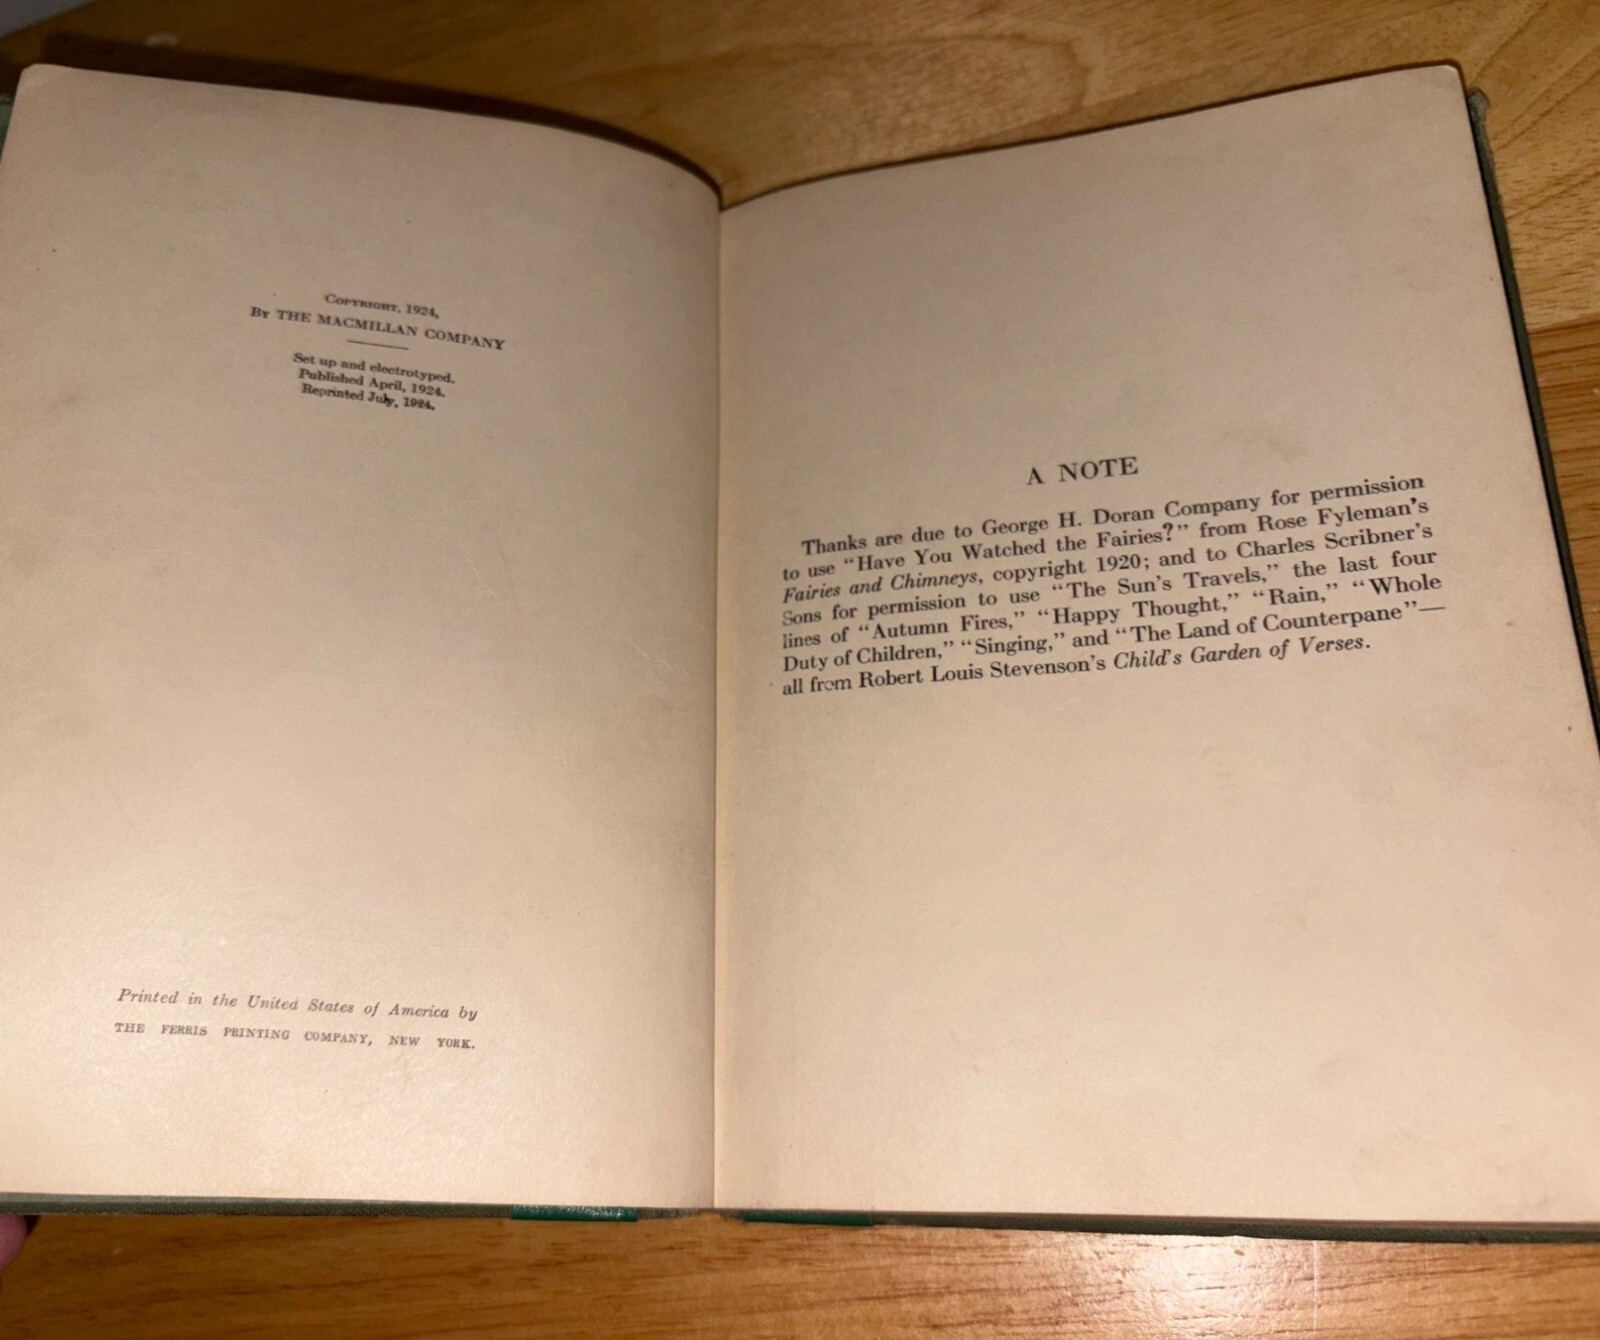 Copyright, 1924,
By THE MACMILLAN COMPANY
Set up and electrotyped.
Published April, 1924.
Reprinted July, 1924.
Printed in the United States of America by
THE FERRIS PRINTING COMPANY, NEW YORK.
A NOTE
Thanks are due to George H. Doran Company for permission
to use “Have You Watched the Fairies?” from Rose Fyleman’s
Fairies and Chimneys, copyright 1920; and to Charles Scribner’s
Sons for permission to use “The Sun’s Travels,” the last four
lines of “Autumn Fires,” “Happy Thought,” “Rain,” “Whole
Duty of Children,” “Singing,” and “The Land of Counterpane”—
all from Robert Louis Stevenson’s Child’s Garden of Verses.